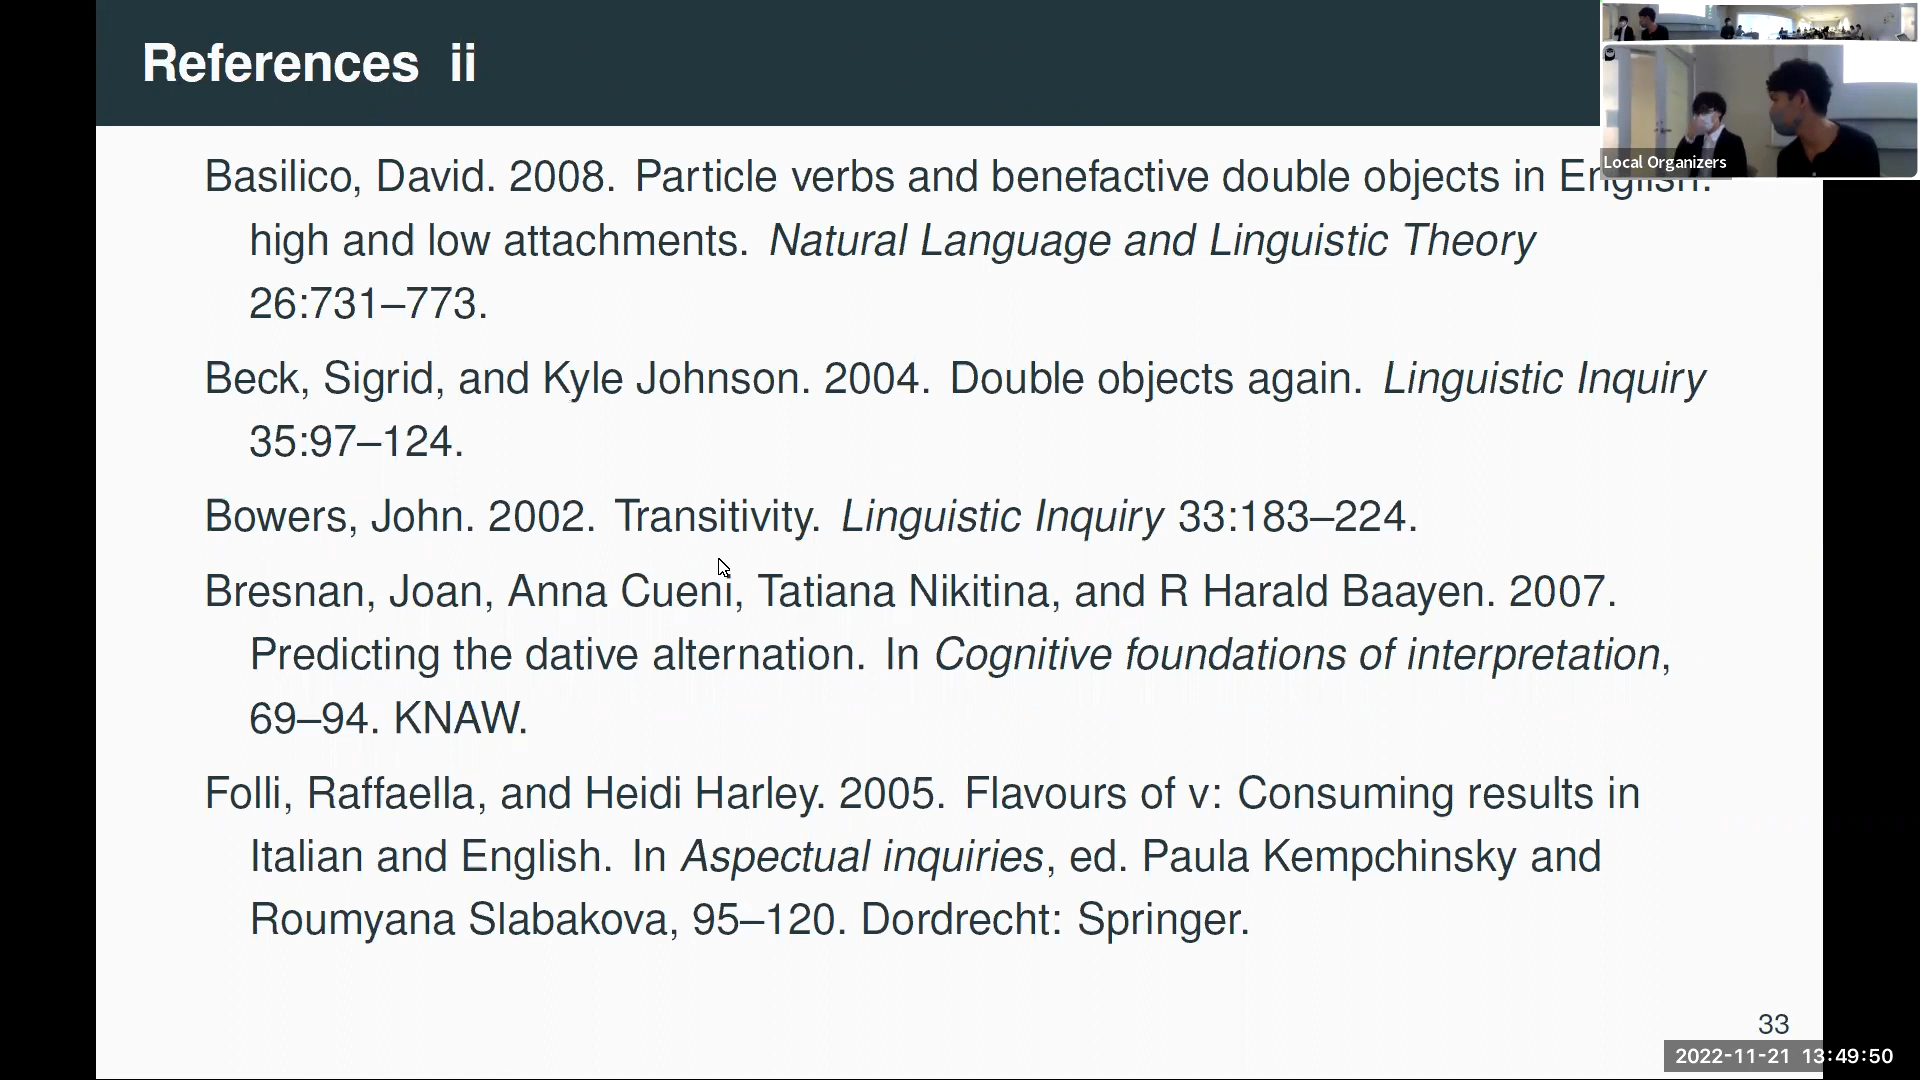 References ii
Basilico, David. 2008. Particle verbs and benefactive double objects in English:
high and low attachments. Natural Language and Linguistic Theory
26:731–773.
Beck, Sigrid, and Kyle Johnson. 2004. Double objects again. Linguistic Inquiry
35:97–124.
Bowers, John. 2002. Transitivity. Linguistic Inquiry 33:183–224.
Bresnan, Joan, Anna Cueni, Tatiana Nikitina, and R Harald Baayen. 2007.
Predicting the dative alternation. In Cognitive foundations of interpretation,
69–94. KNAW.
Folli, Raffaella, and Heidi Harley. 2005. Flavours of v: Consuming results in
Italian and English. In Aspectual inquiries, ed. Paula Kempchinsky and
Roumyana Slabakova, 95–120. Dordrecht: Springer.
33
Local Organizers
2022-11-21 13:49:50